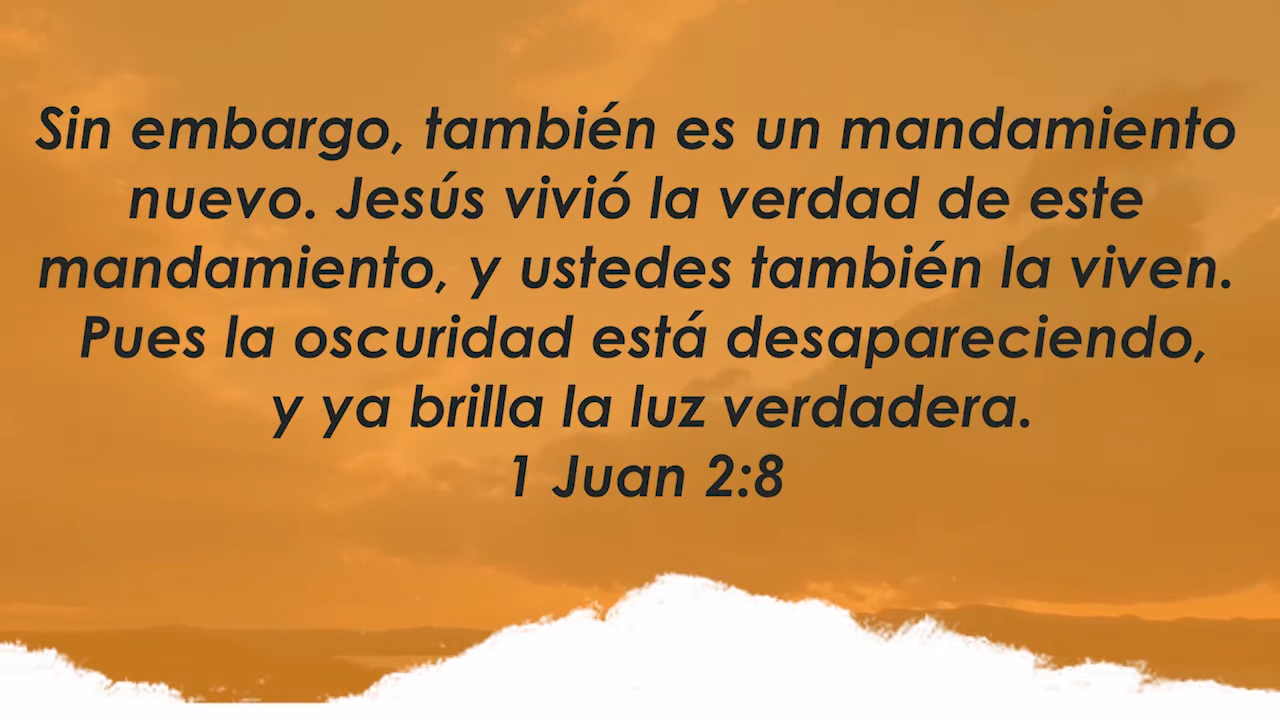 Sin embargo, también es un mandamiento
nuevo. Jesús vivió la verdad de este
mandamiento, y ustedes también la viven.
Pues la oscuridad está desapareciendo,
y ya brilla la luz verdadera.
1 Juan 2:8